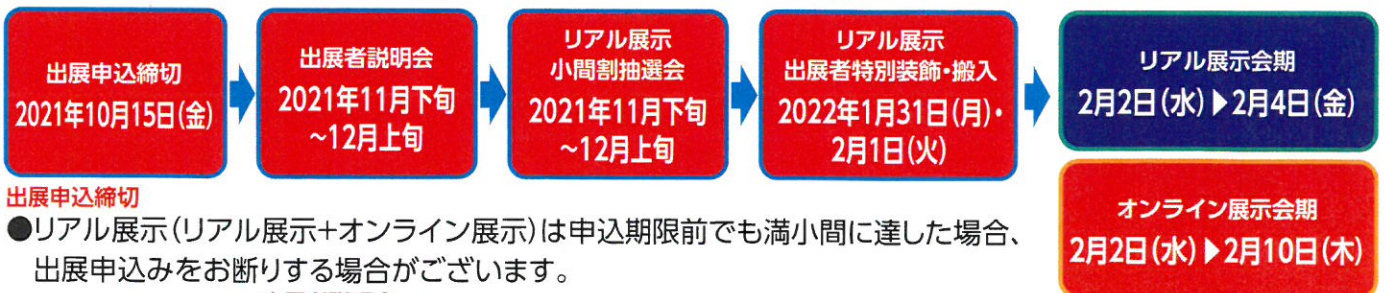 出展申込締切
2021年10月15日(金)
出展者説明会
2021年11月下旬
～12月上旬
リアル展示
小間割抽選会
2021年11月下旬
～12月上旬
リアル展示
出展者特別装飾・搬入
2022年1月31日(月)・
2月1日(火)
リアル展示会期
2月2日(水)▶2月4日(金)
オンライン展示会期
2月2日(水)▶2月10日(木)
出展申込締切
●リアル展示(リアル展示+オンライン展示)は申込期限前でも満小間に達した場合、
出展申込みをお断りする場合がございます。